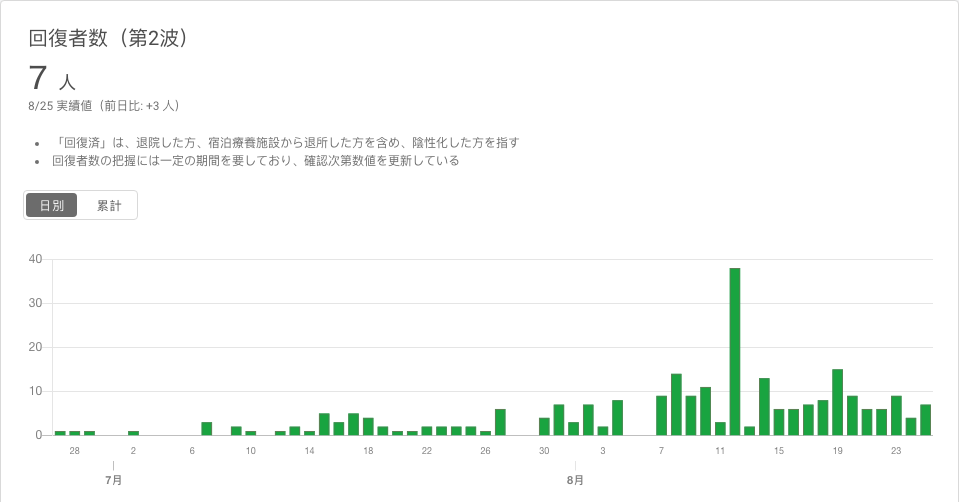 回復者数（第2波）
7 人
8/25 実績値（前日比: +3 人）
• 「回復済」は、退院した方、宿泊療養施設から退所した方を含め、陰性化した方を指す
• 回復者数の把握には一定の期間を要しており、確認次第数値を更新している
日別 累計
40
30
20
10
0
28 2 6 10 14 18 22 26 30 3 7 11 15 19 23
7月 8月